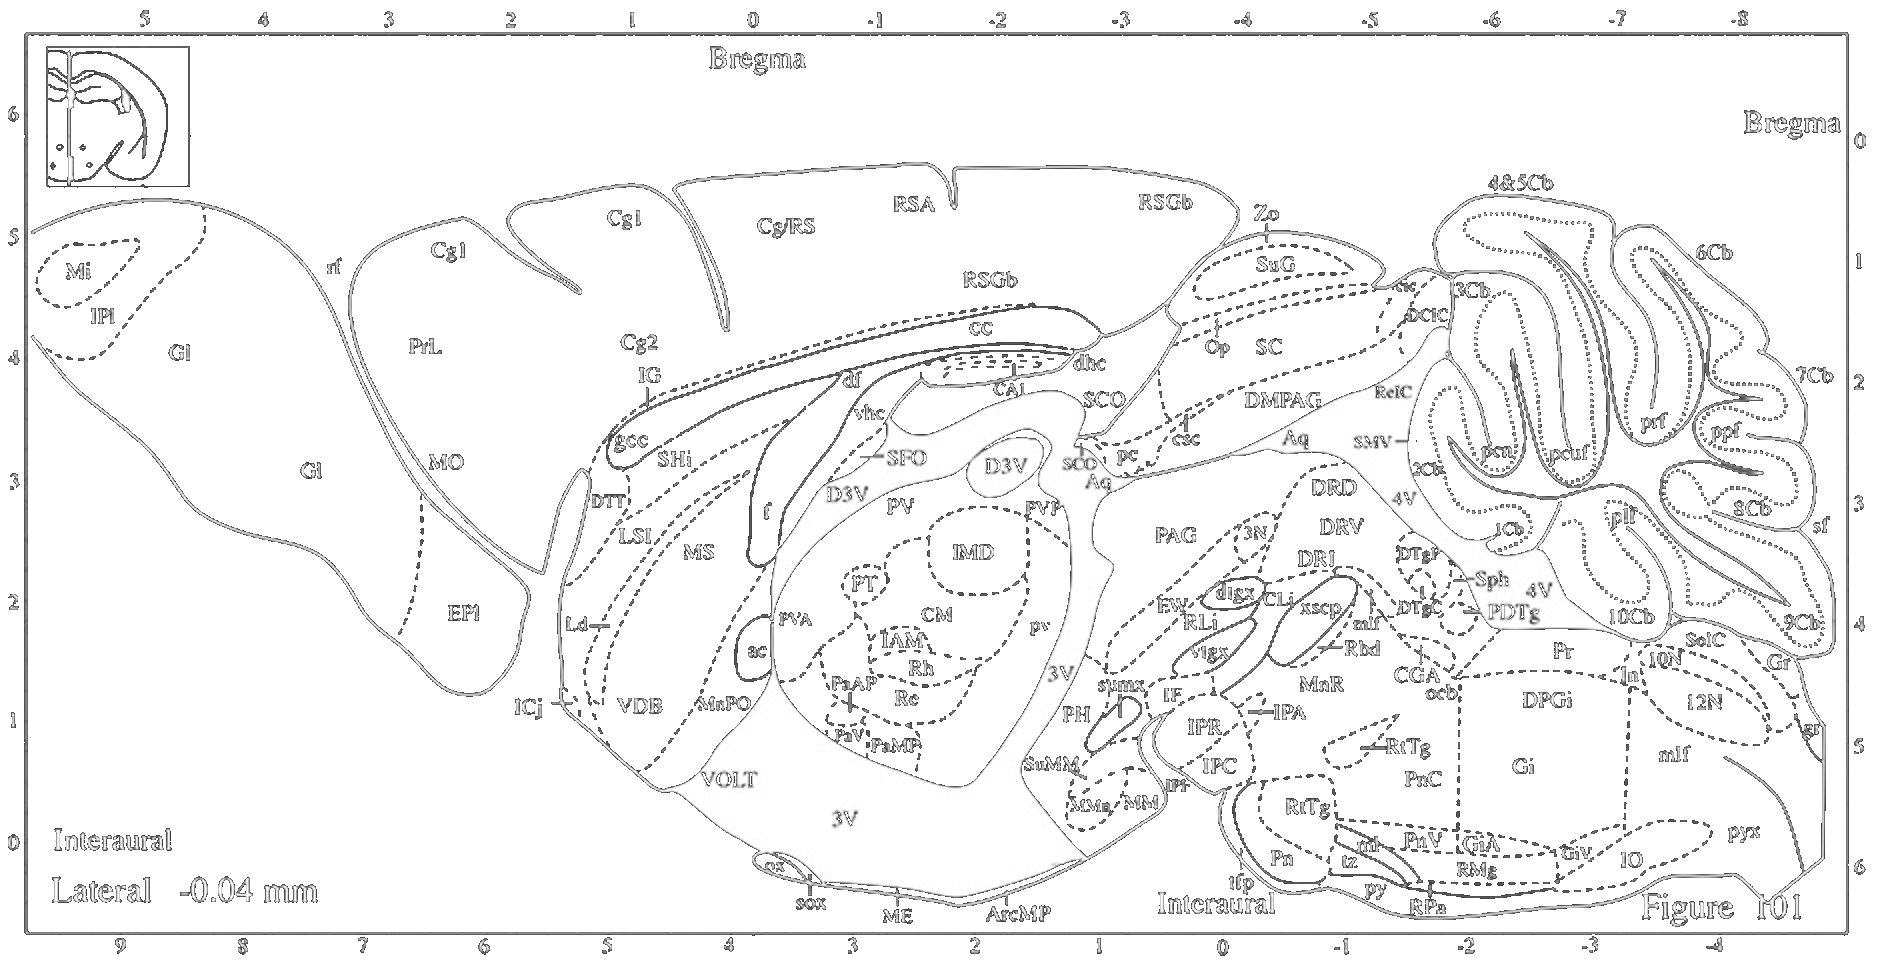 5 4 3 2 1 0 -1 -2 -3 -4 -5 -6 -7 -8
Bregma
6
Bregma
0
4&5Cb
RSA RSGb Zo
Cg1 Cg/RS
5 Cg1 6Cb
Mi rf SuG 1
RSGb 3Cb
IPl DCIC
cc
PrL Cg2 Op SC
Gl
4 dhc
IG df CA1 7Cb 2
vhc SCO DMPAG ReIC
gcc csc Aq SMV prf ppf
MO SHi SFO D3V SCO pc 2Cb pcn pcuf
Gl Aq
3 DTT D3V PV PVP DRD 4V 8Cb 3
f PAG DRV 1Cb plf sf
LSI MS IMD 3N
DRI DTgP
PT digx CLi Sph 4V
2 EPl EW xscp DTgC PDTg 10Cb
Ld PVA CM pv RLi mlf 9Cb 4
ac IAM vtgx Rbd SolC
Rh 3V CGA Pr 10N Gr
PaAP sumx IF MnR ocb In
ICj VDB MnPO Re PH IPR IPA DPGi 12N
1 PaV PaMP RtTg gr 5
VOLT SuMM IPC PnC Gi mlf
IPF
MMn MM RtTg
3V
0 Interaural PnV GiA GiV IO pyx
ml
ox Pn tz RMg 6
Lateral -0.04 mm tfp py
sox ME ArcMP Interaural RPa Figure 101
9 8 7 6 5 4 3 2 1 0 -1 -2 -3 -4